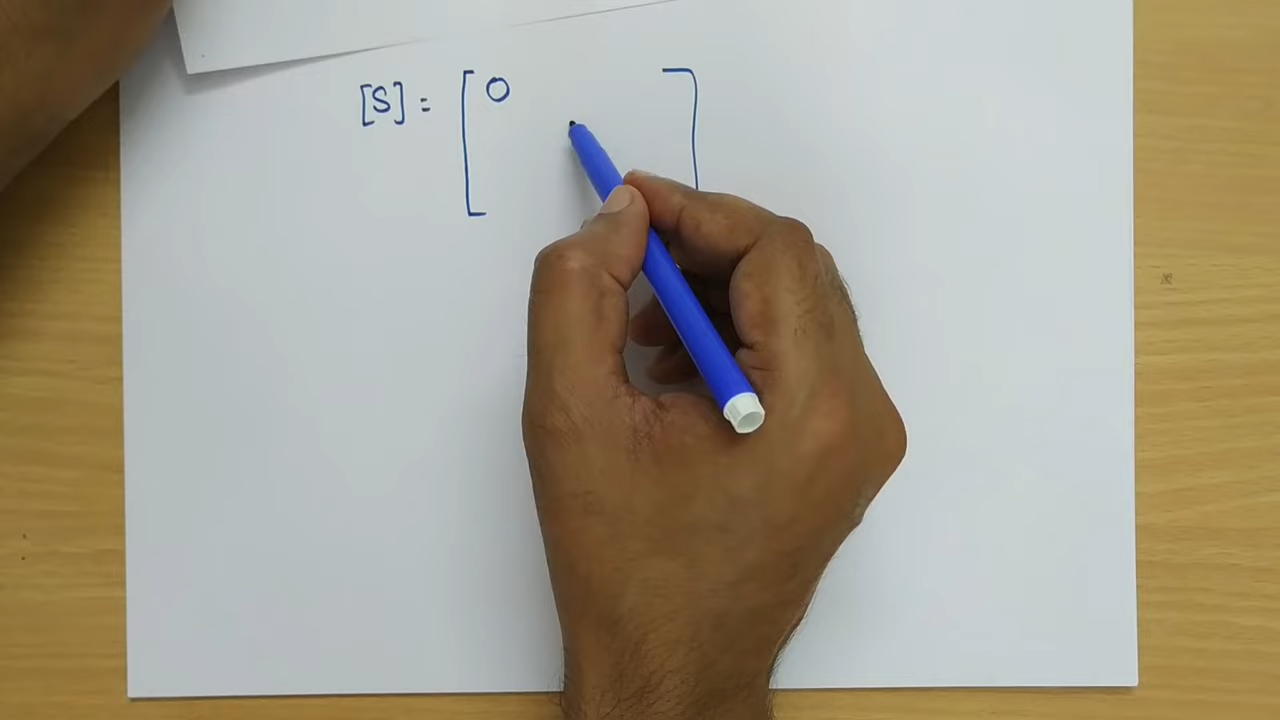 [S] = [ 0 ]